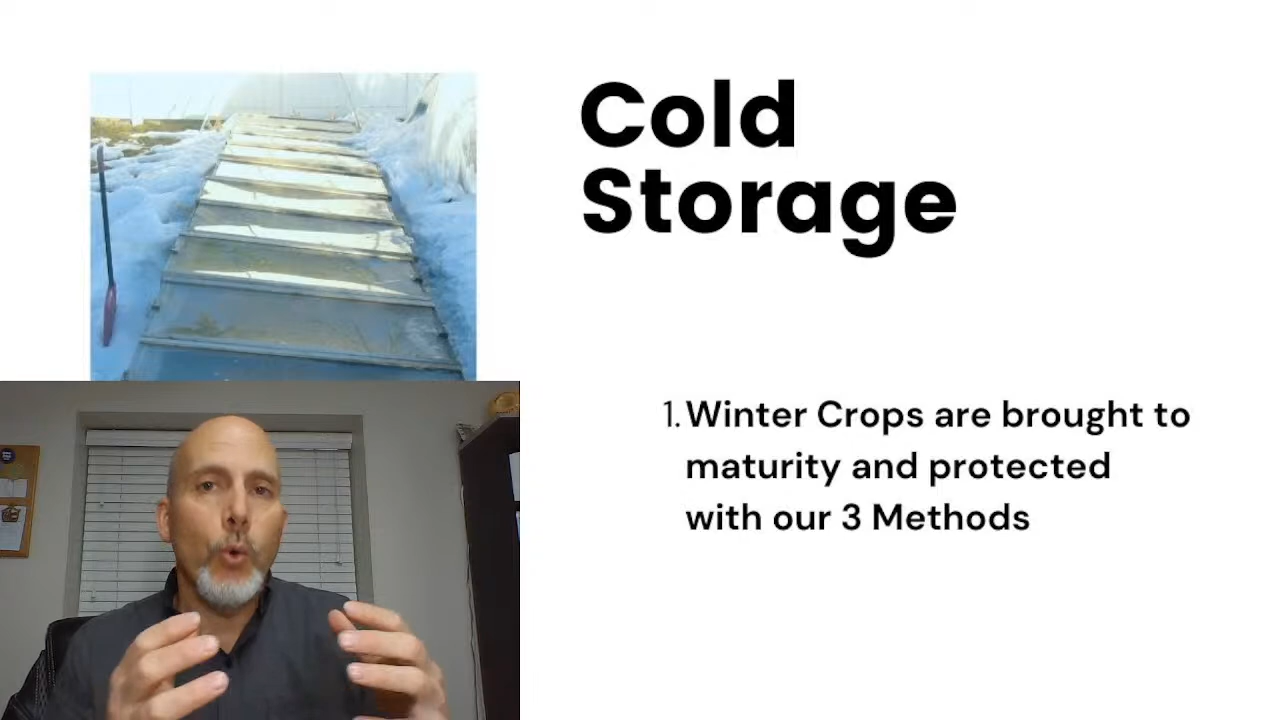 Cold
Storage
1. Winter Crops are brought to
maturity and protected
with our 3 Methods